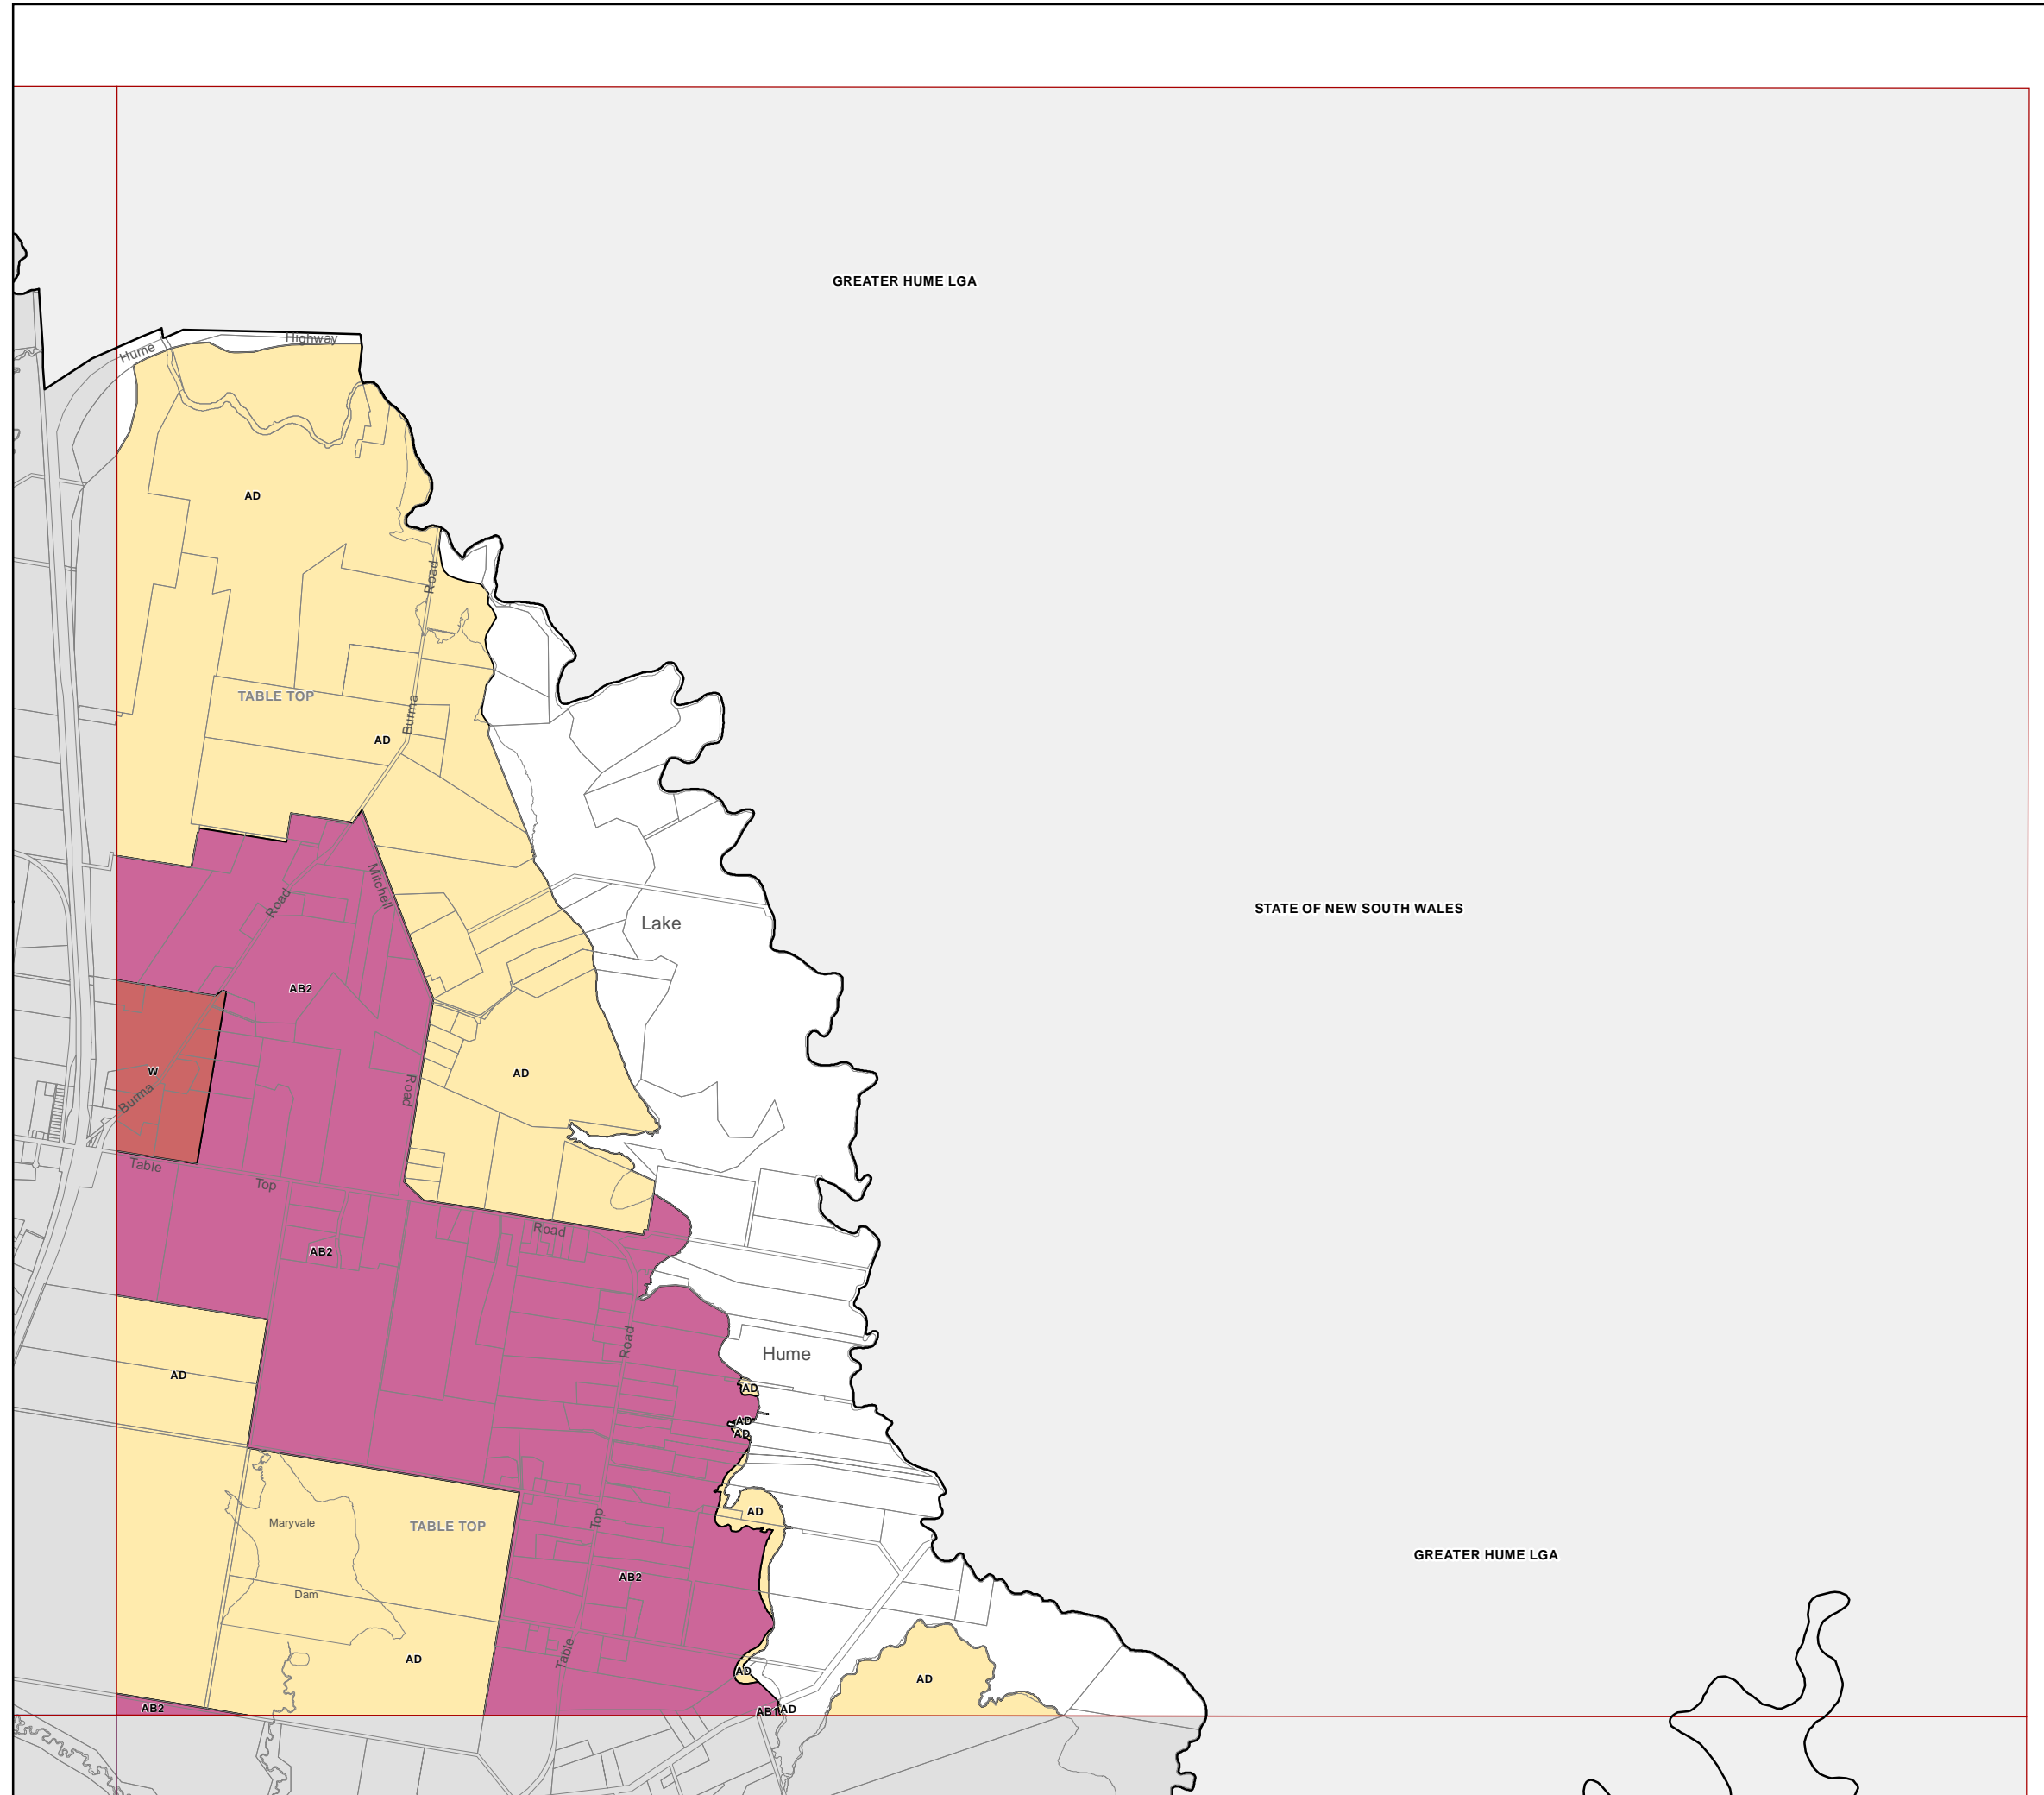 GREATER HUME LGA
Hume
Highway
AD
Road
TABLE TOP
Burma
AD
Mitchell
Road
Lake
STATE OF NEW SOUTH WALES
AB2
W
AD
Burma
Road
Table
Top
Road
AB2
Road
Hume
AD
AD
AD
AD
AD
Maryvale
TABLE TOP
Top
GREATER HUME LGA
AB2
Dam
Table
AD
AD
AD
AB2
AB1
AD